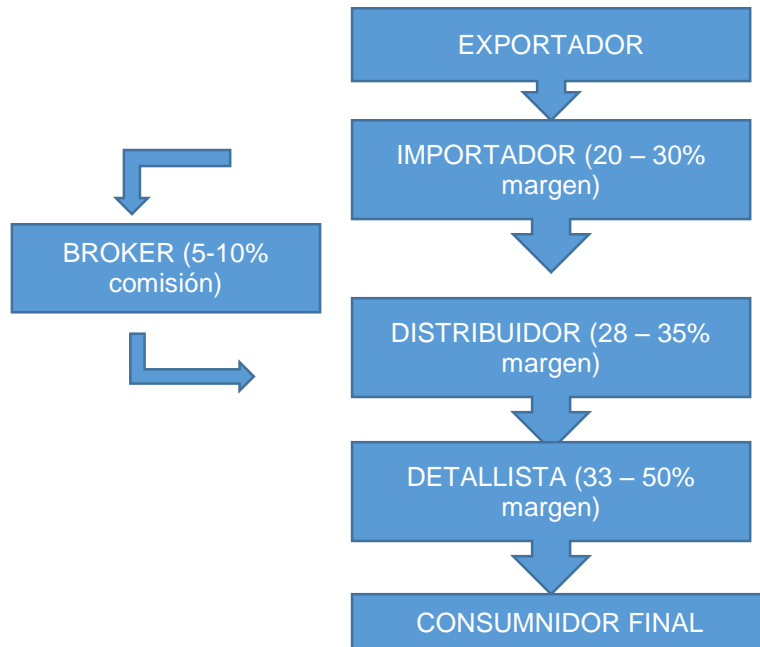 EXPORTADOR
IMPORTADOR (20 – 30%
margen)
BROKER (5-10%
comisión)
DISTRIBUIDOR (28 – 35%
margen)
DETALLISTA (33 – 50%
margen)
CONSUMNIDOR FINAL